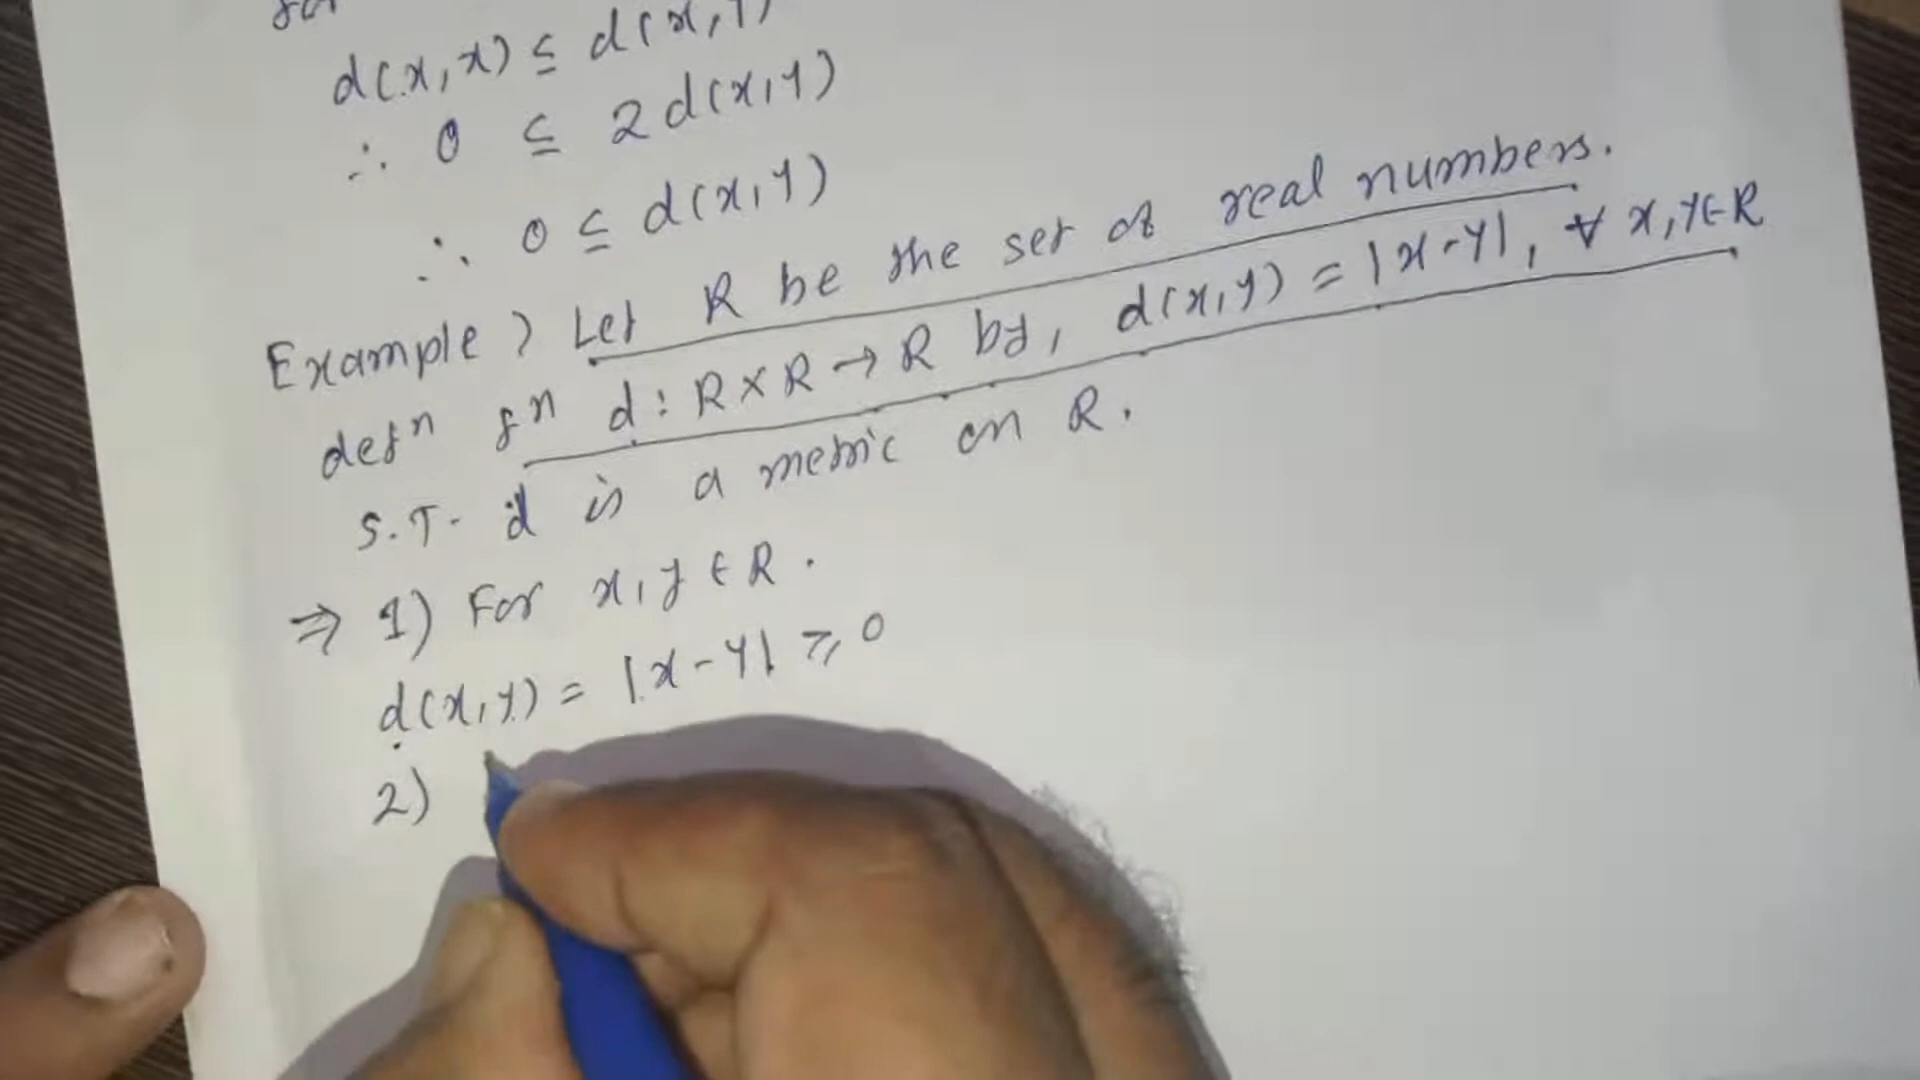 d(x,x) ≤ d(x,y)
∴ 0 ≤ 2d(x,y)
∴ 0 ≤ d(x,y)
Example) Let R be the set of real numbers.
defⁿ fⁿ d : R×R → R by, d(x,y) = |x-y|, ∀ x,y∈R
S.T. d is a metric on R.
⇒ 1) For x,y ∈ R.
d(x,y) = |x-y| ≥ 0
2)